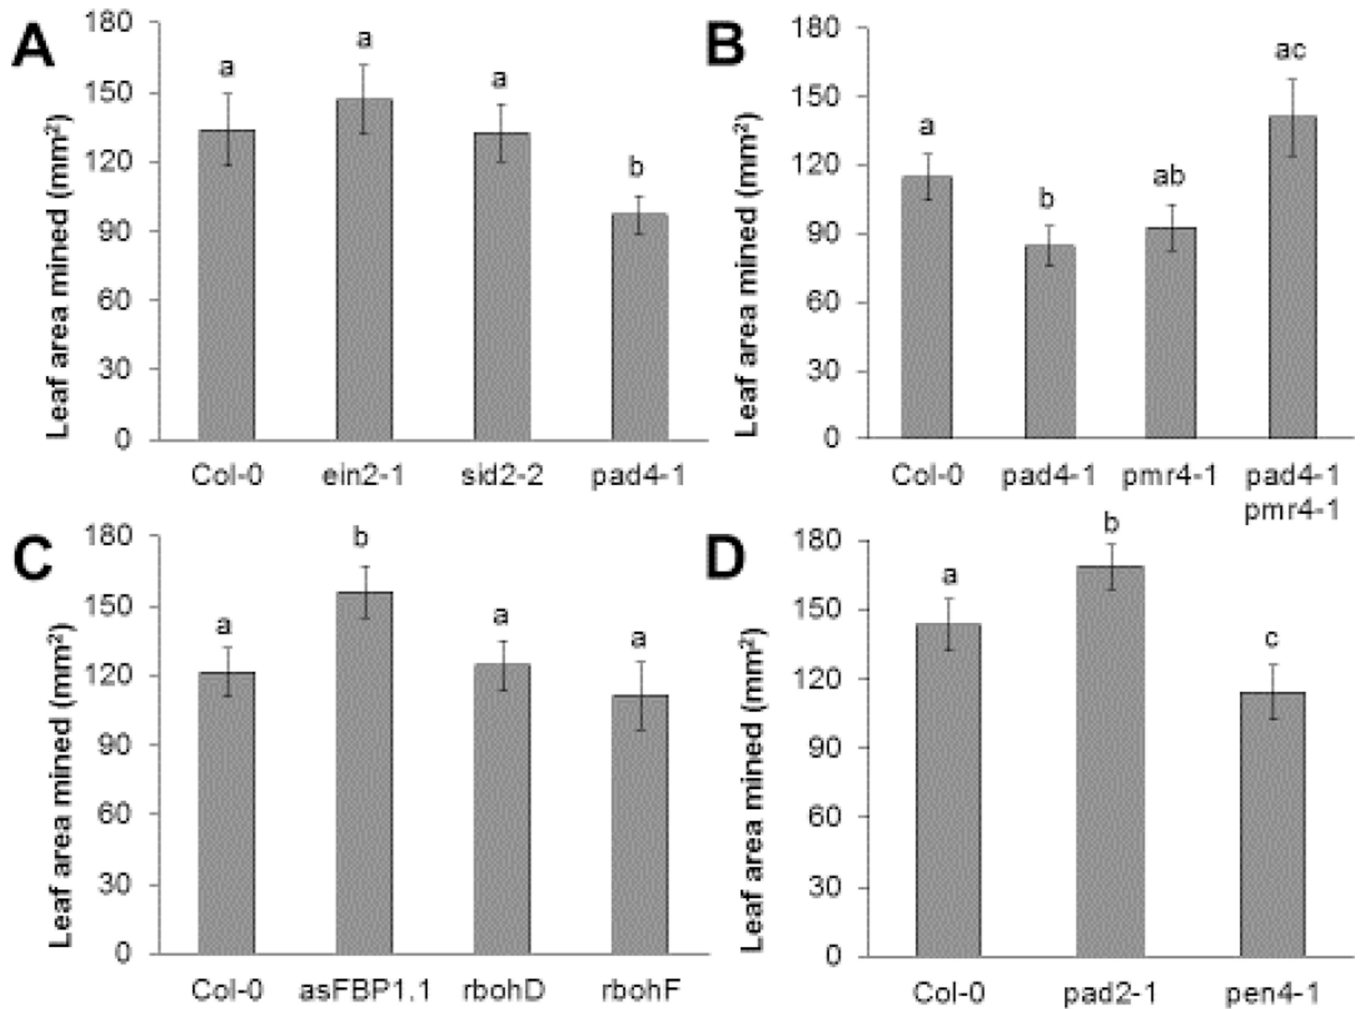 A
Leaf area mined (mm²)
180
150
120
90
60
30
0
a
a
a
b
Col-0
ein2-1
sid2-2
pad4-1
B
Leaf area mined (mm²)
180
150
120
90
60
30
0
a
b
ab
ac
Col-0
pad4-1
pmr4-1
pad4-1
pmr4-1
C
Leaf area mined (mm²)
180
150
120
90
60
30
0
a
b
a
a
Col-0
asFBP1.1
rbohD
rbohF
D
Leaf area mined (mm²)
180
150
120
90
60
30
0
a
b
c
Col-0
pad2-1
pen4-1